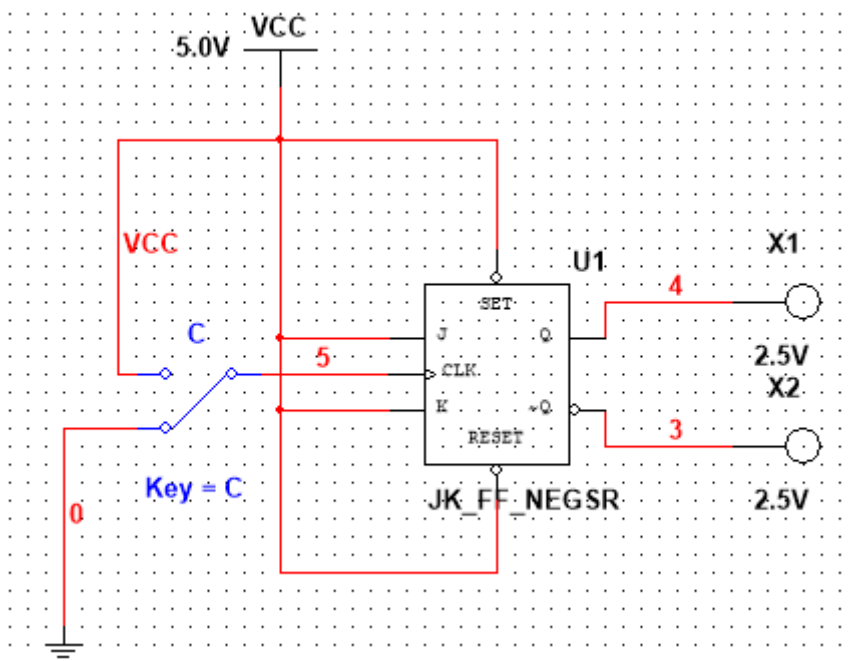 VCC
5.0V
VCC
X1
U1
4
SET
C
J
Q
5
CLK
2.5V
X2
K
~Q
3
RESET
Key = C
JK_FF_NEGSR
2.5V
0